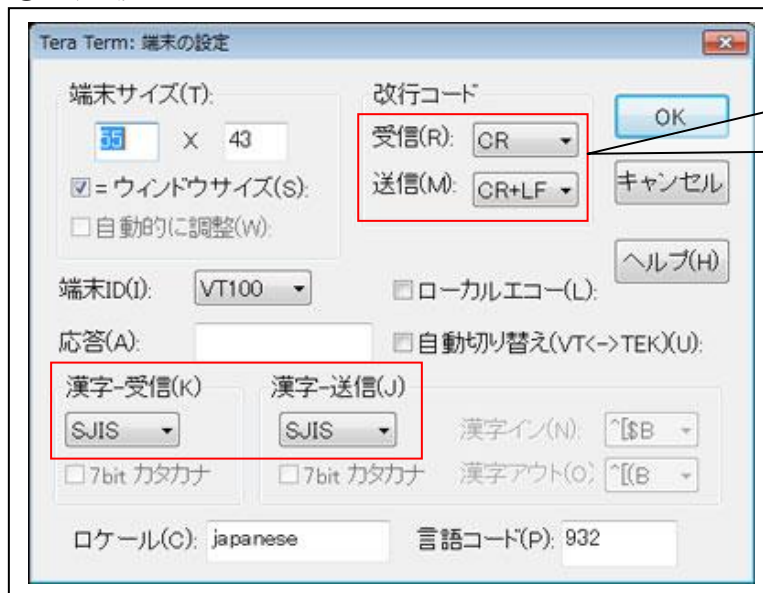 Tera Term: 端末の設定
端末サイズ(T):
55 X 43
=ウィンドウサイズ(S):
自動的に調整(W):
改行コード
受信(R): CR
送信(M): CR+LF
OK
キャンセル
ヘルプ(H)
端末ID(I): VT100
ローカルエコー(L):
応答(A):
自動切り替え(VT<->TEK)(U):
漢字-受信(K)
SJIS
7bit カタカナ
漢字-送信(J)
SJIS
7bit カタカナ
漢字イン(N): ^[$B
漢字アウト(O): ^[(B
ロケール(C): japanese
言語コード(P): 932